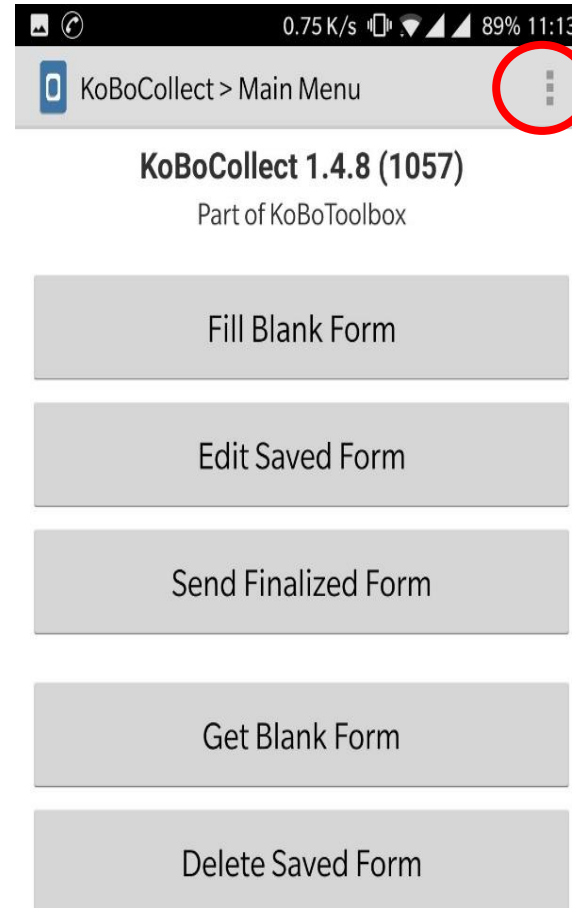 0.75 K/s 89% 11:13
KoBoCollect > Main Menu
KoBoCollect 1.4.8 (1057)
Part of KoBoToolbox
Fill Blank Form
Edit Saved Form
Send Finalized Form
Get Blank Form
Delete Saved Form